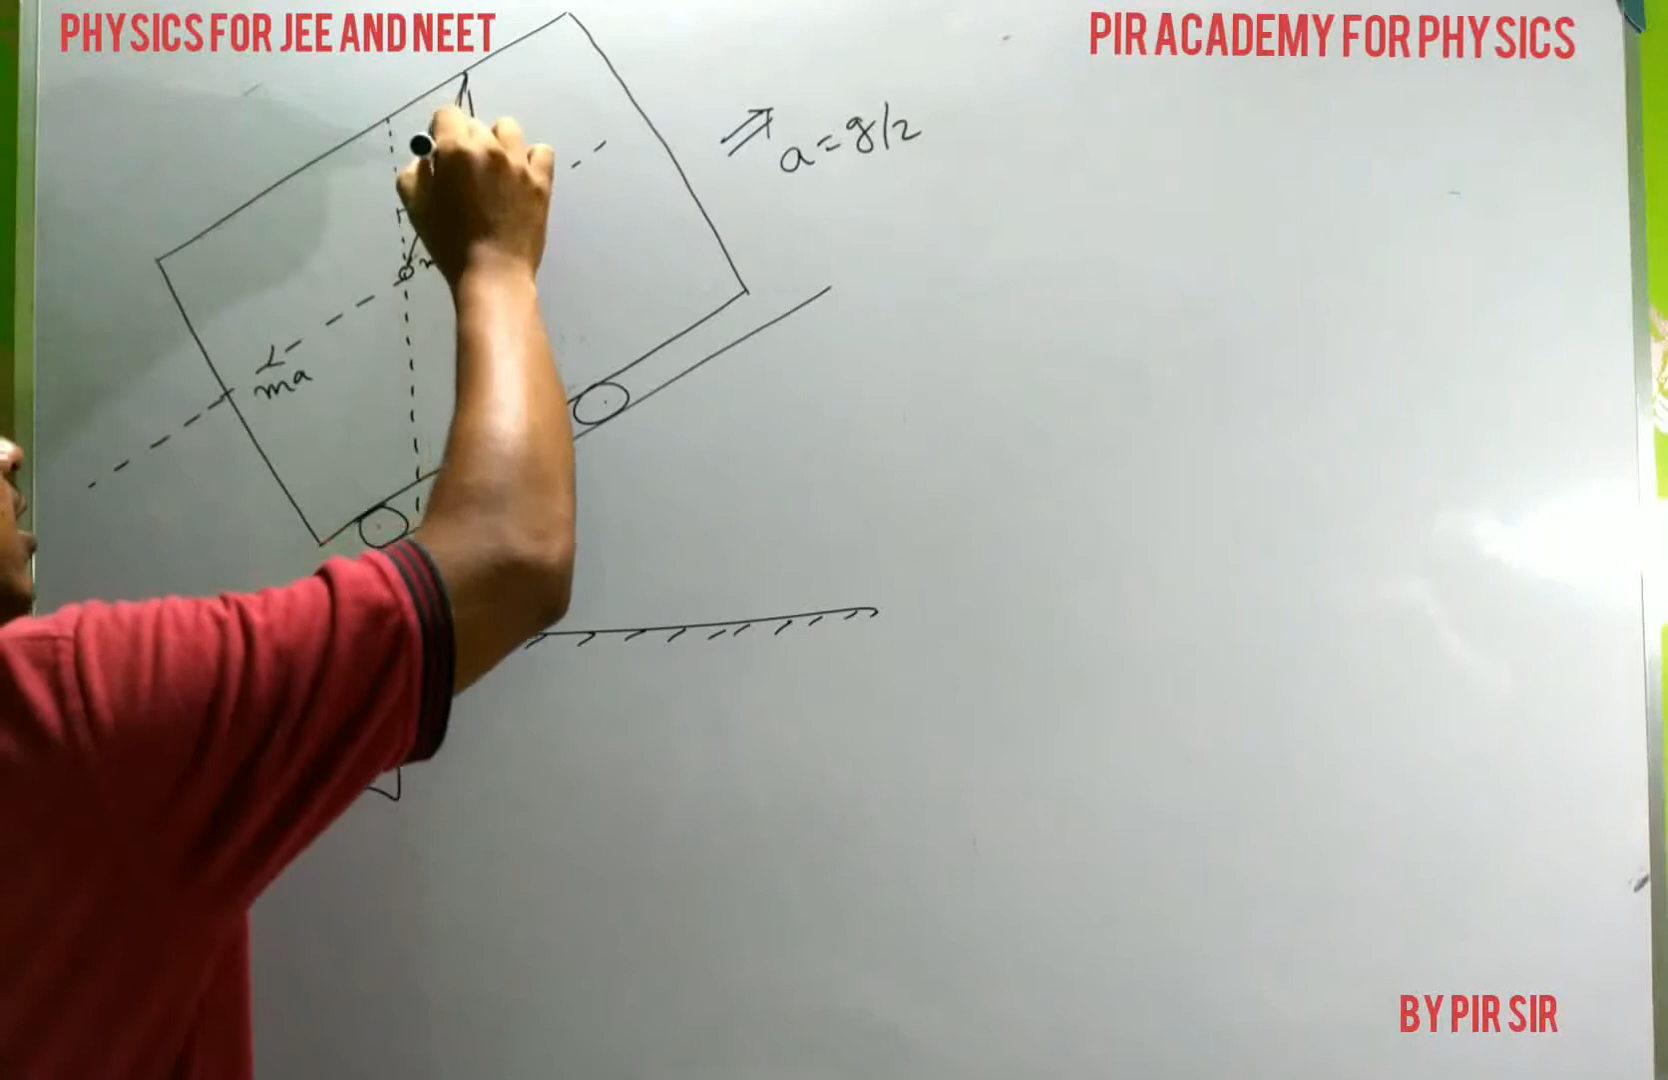 PHYSICS FOR JEE AND NEET
PIR ACADEMY FOR PHYSICS
a = g/2
ma
BY PIR SIR